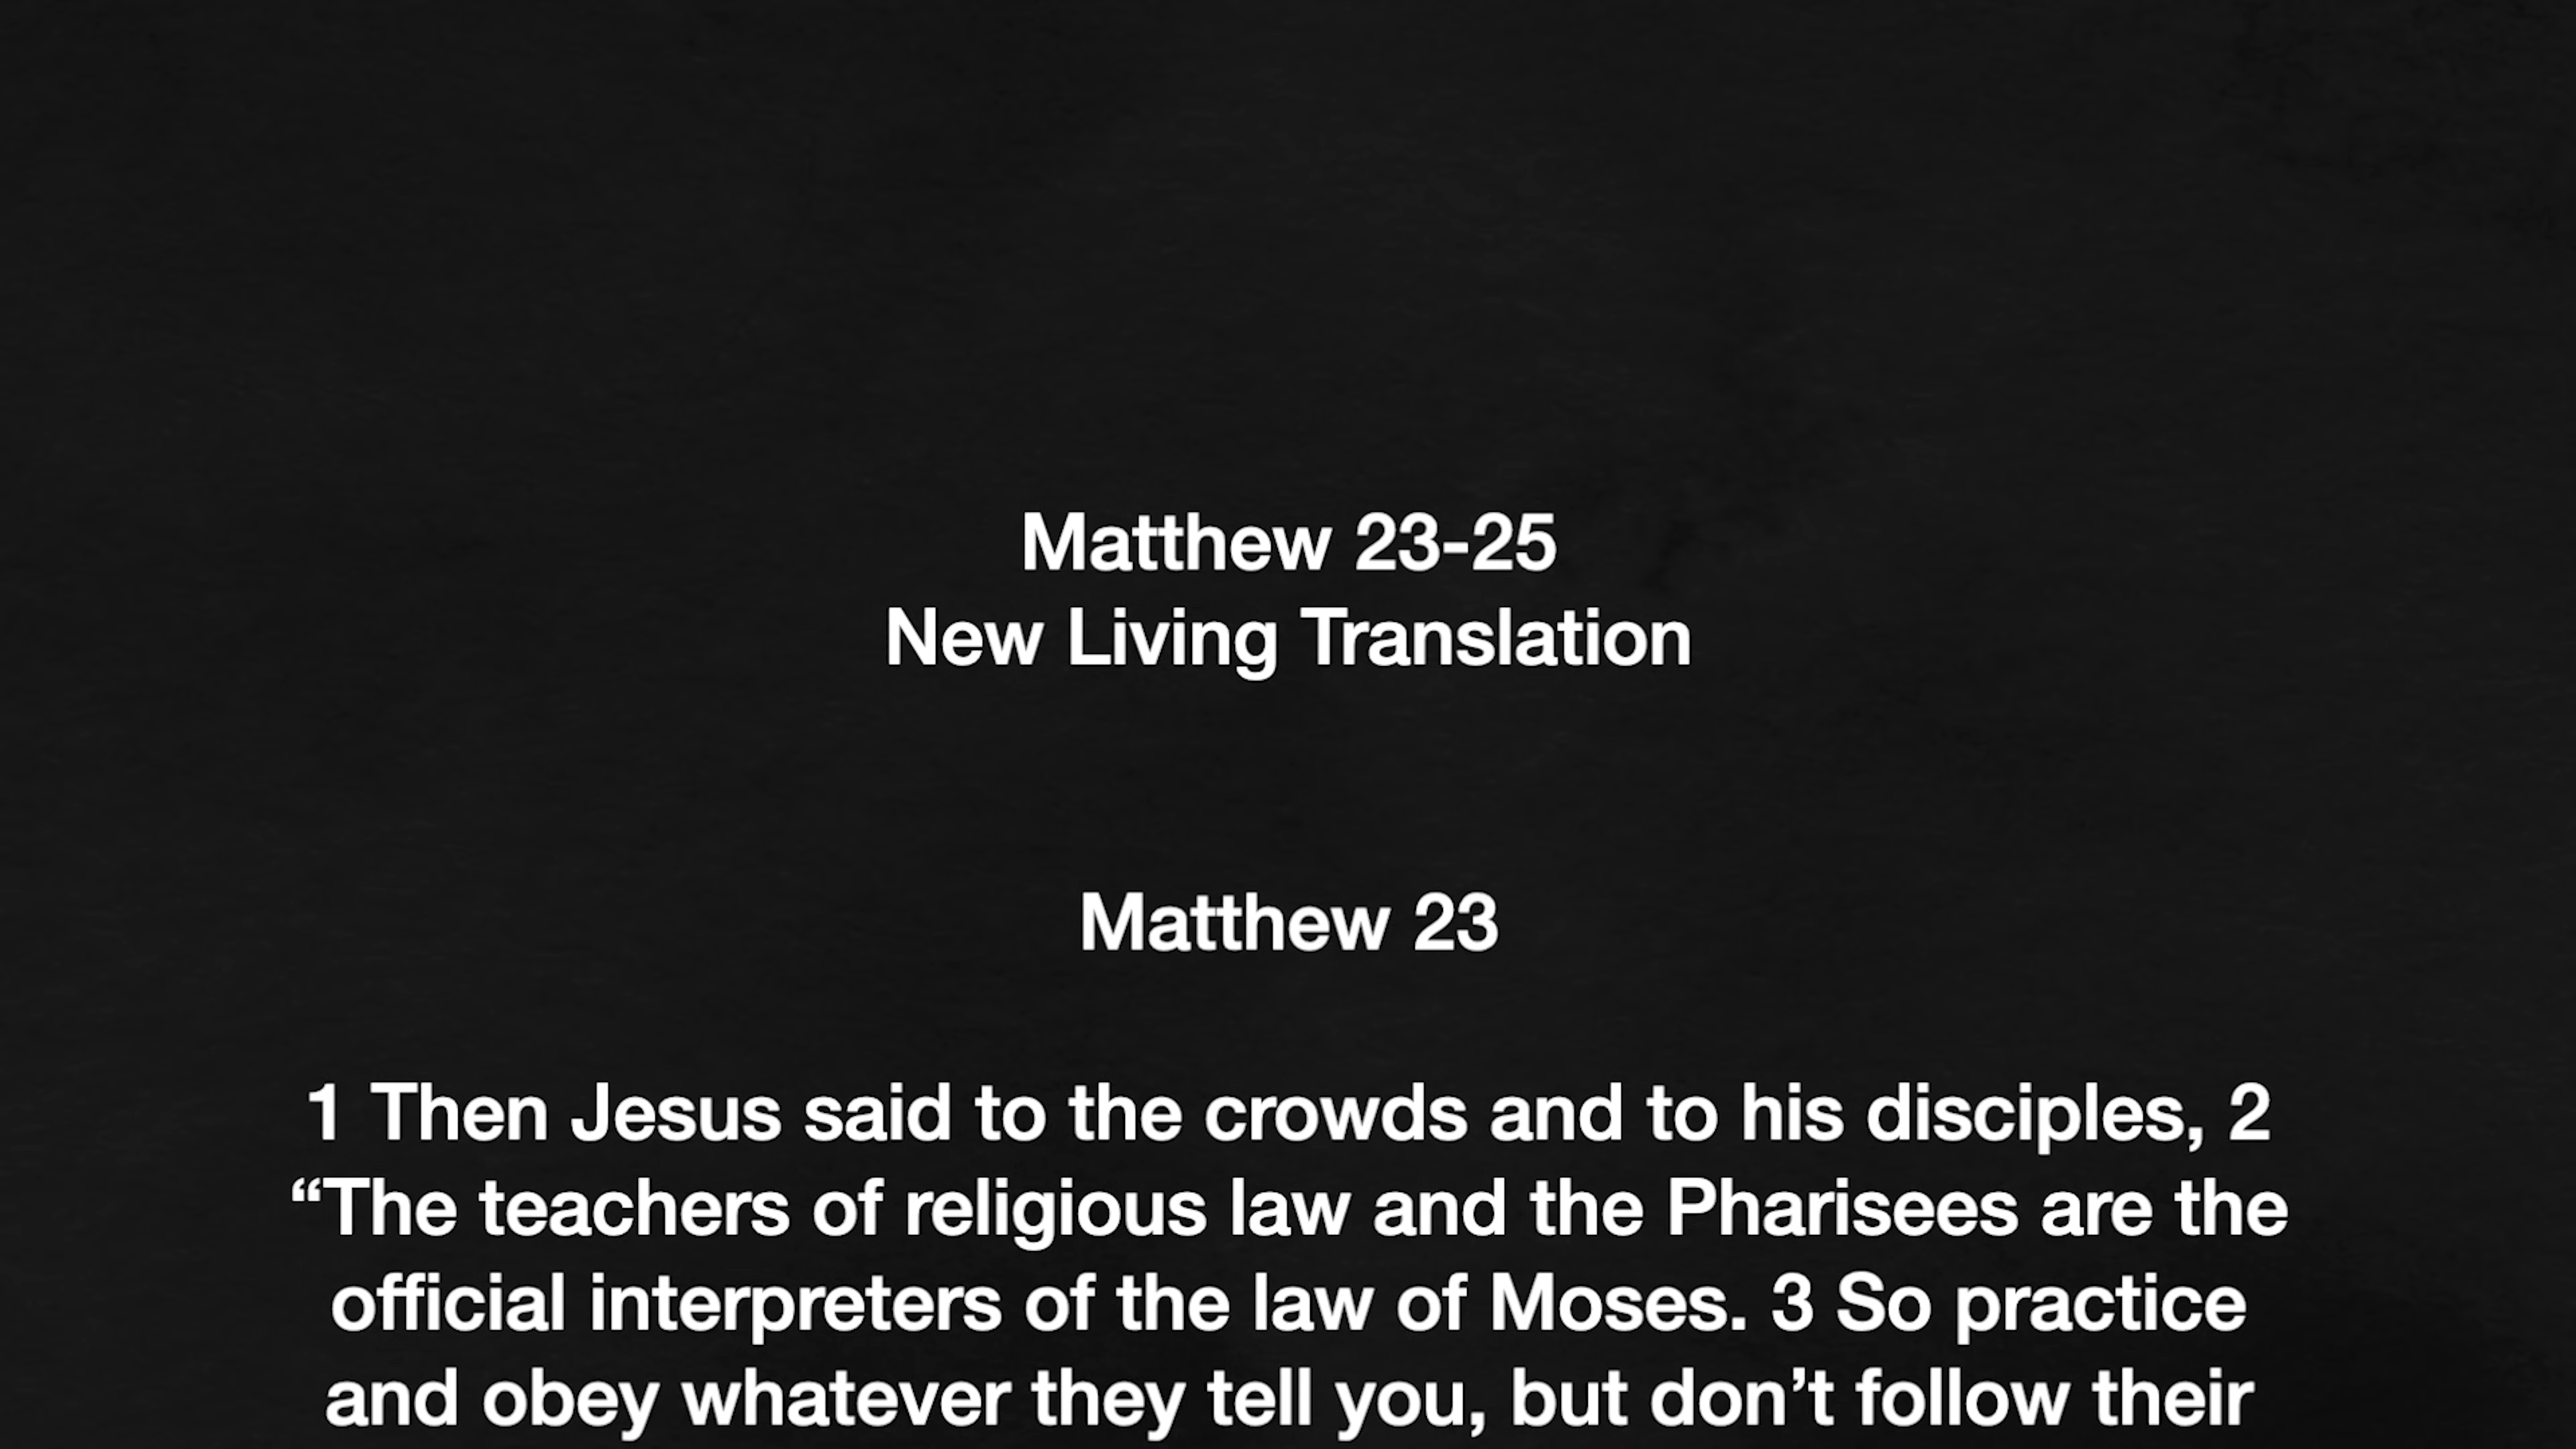 Matthew 23-25
New Living Translation
Matthew 23
1 Then Jesus said to the crowds and to his disciples, 2
“The teachers of religious law and the Pharisees are the
official interpreters of the law of Moses. 3 So practice
and obey whatever they tell you, but don’t follow their